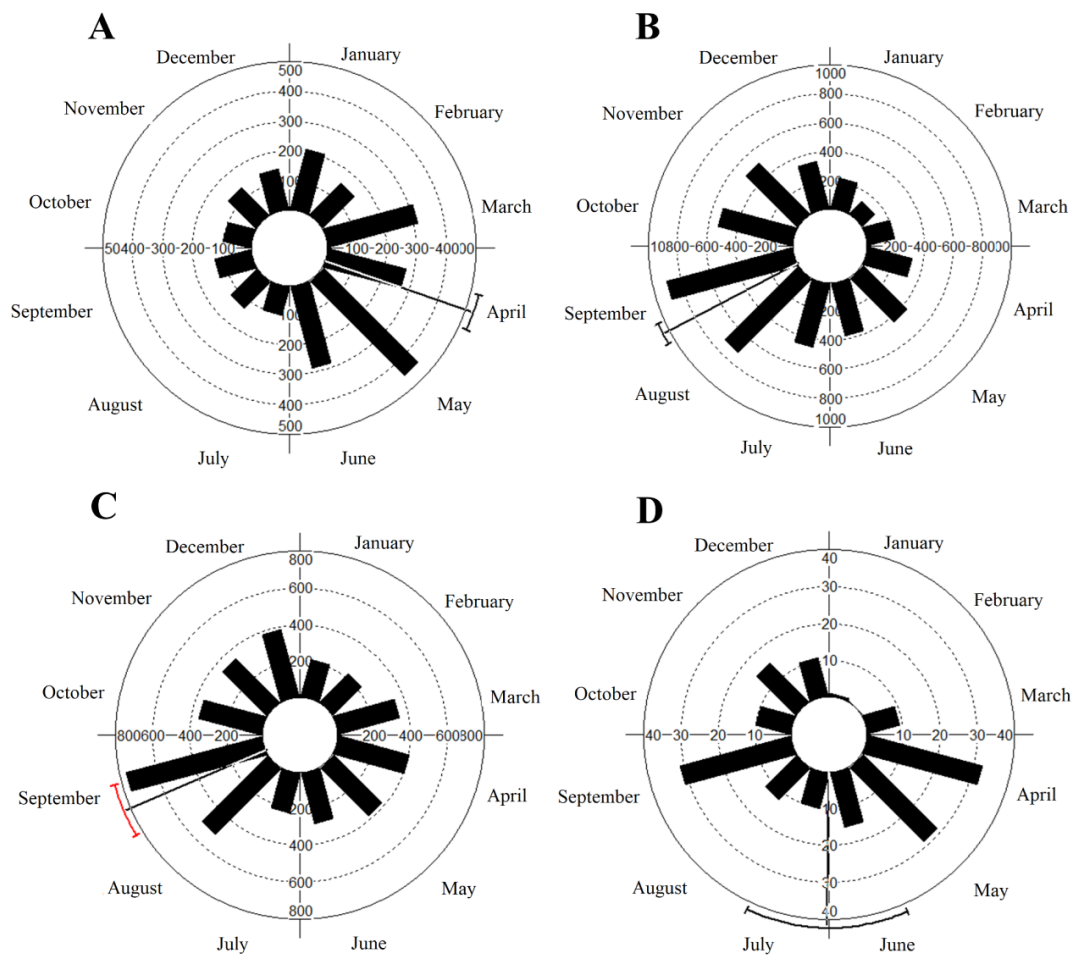 A
December
January
500
400
300
200
100
November
February
October
March
50400-300-200-100
100-200-300-40000
September
April
100
200
300
400
500
August
May
July
June
B
December
January
1000
800
600
400
200
November
February
October
March
10800-600-400-200
200-400-600-80000
September
April
400
600
800
1000
August
May
July
June
C
December
January
800
600
400
200
November
February
October
March
800600-400-200
200-400-600800
September
April
200
400
600
800
August
May
July
June
D
December
January
40
30
20
10
November
February
October
March
40-30-20-10
10-20-30-40
September
April
10
20
30
40
August
May
July
June